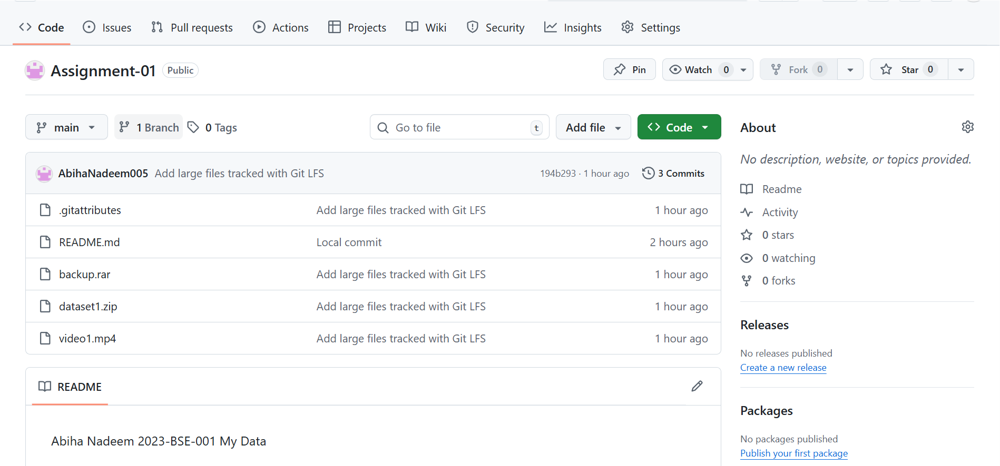 Code Issues Pull requests Actions Projects Wiki Security Insights Settings
Assignment-01 Public Pin Watch 0 Fork 0 Star 0
main 1 Branch 0 Tags Go to file t Add file Code
AbihaNadeem005 Add large files tracked with Git LFS 194b293 · 1 hour ago 3 Commits
.gitattributes Add large files tracked with Git LFS 1 hour ago
README.md Local commit 2 hours ago
backup.rar Add large files tracked with Git LFS 1 hour ago
dataset1.zip Add large files tracked with Git LFS 1 hour ago
video1.mp4 Add large files tracked with Git LFS 1 hour ago
README
Abiha Nadeem 2023-BSE-001 My Data
About
No description, website, or topics provided.
Readme
Activity
0 stars
0 watching
0 forks
Releases
No releases published
Create a new release
Packages
No packages published
Publish your first package